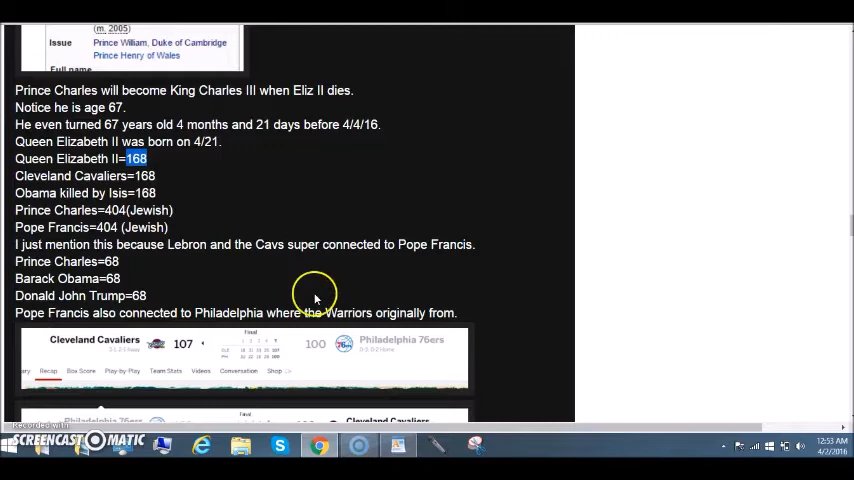 (m. 2005)
Issue Prince William, Duke of Cambridge
Prince Henry of Wales
Full name
Prince Charles will become King Charles III when Eliz II dies.
Notice he is age 67.
He even turned 67 years old 4 months and 21 days before 4/4/16.
Queen Elizabeth II was born on 4/21.
Queen Elizabeth II=168
Cleveland Cavaliers=168
Obama killed by Isis=168
Prince Charles=404(Jewish)
Pope Francis=404 (Jewish)
I just mention this because Lebron and the Cavs super connected to Pope Francis.
Prince Charles=68
Barack Obama=68
Donald John Trump=68
Pope Francis also connected to Philadelphia where the Warriors originally from.
Final
Cleveland Cavaliers 107 100 Philadelphia 76ers
Recap Box Score Play-by-Play Team Stats Videos Conversation Shop
Philadelphia 76ers Final Cleveland Cavaliers
Recorded with
SCREENCAST-O-MATIC
12:53 AM
4/2/2016